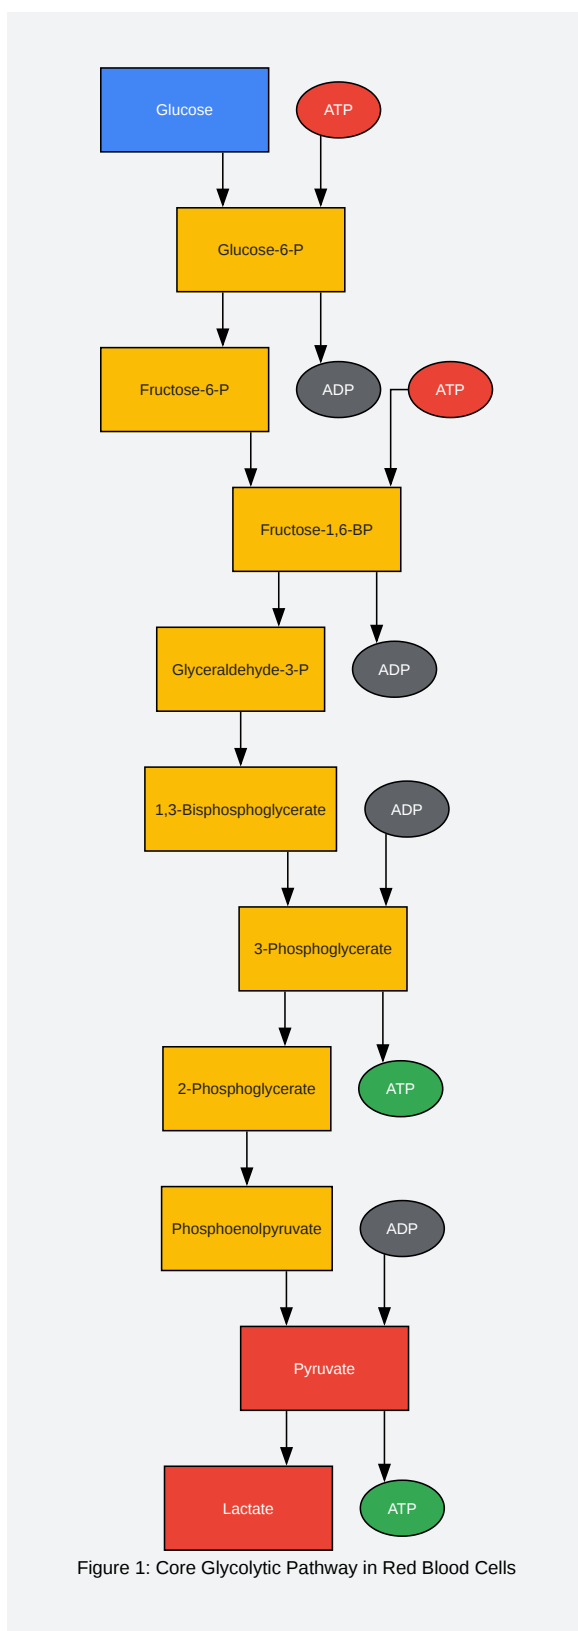 Glucose
ATP
Glucose-6-P
Fructose-6-P
ADP
ATP
Fructose-1,6-BP
Glyceraldehyde-3-P
ADP
1,3-Bisphosphoglycerate
ADP
3-Phosphoglycerate
2-Phosphoglycerate
ATP
Phosphoenolpyruvate
ADP
Pyruvate
Lactate
ATP
Figure 1: Core Glycolytic Pathway in Red Blood Cells